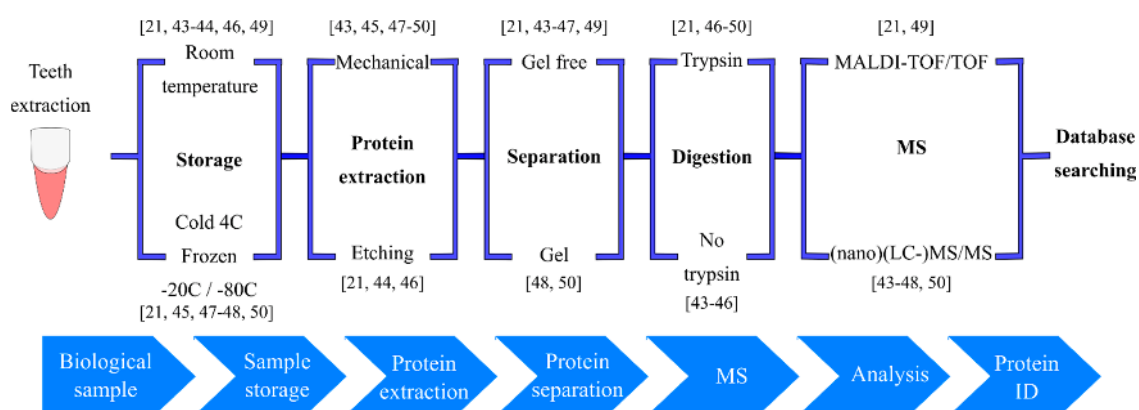 [21, 43-44, 46, 49]
[43, 45, 47-50]
[21, 43-47, 49]
[21, 46-50]
[21, 49]
Teeth
extraction
Room
temperature
Mechanical
Gel free
Trypsin
MALDI-TOF/TOF
Storage
Protein
extraction
Separation
Digestion
MS
Database
searching
Cold 4C
Frozen
-20C / -80C
[21, 45, 47-48, 50]
Etching
[21, 44, 46]
Gel
[48, 50]
No
trypsin
[43-46]
(nano)(LC-)MS/MS
[43-48, 50]
Biological
sample
Sample
storage
Protein
extraction
Protein
separation
MS
Analysis
Protein
ID